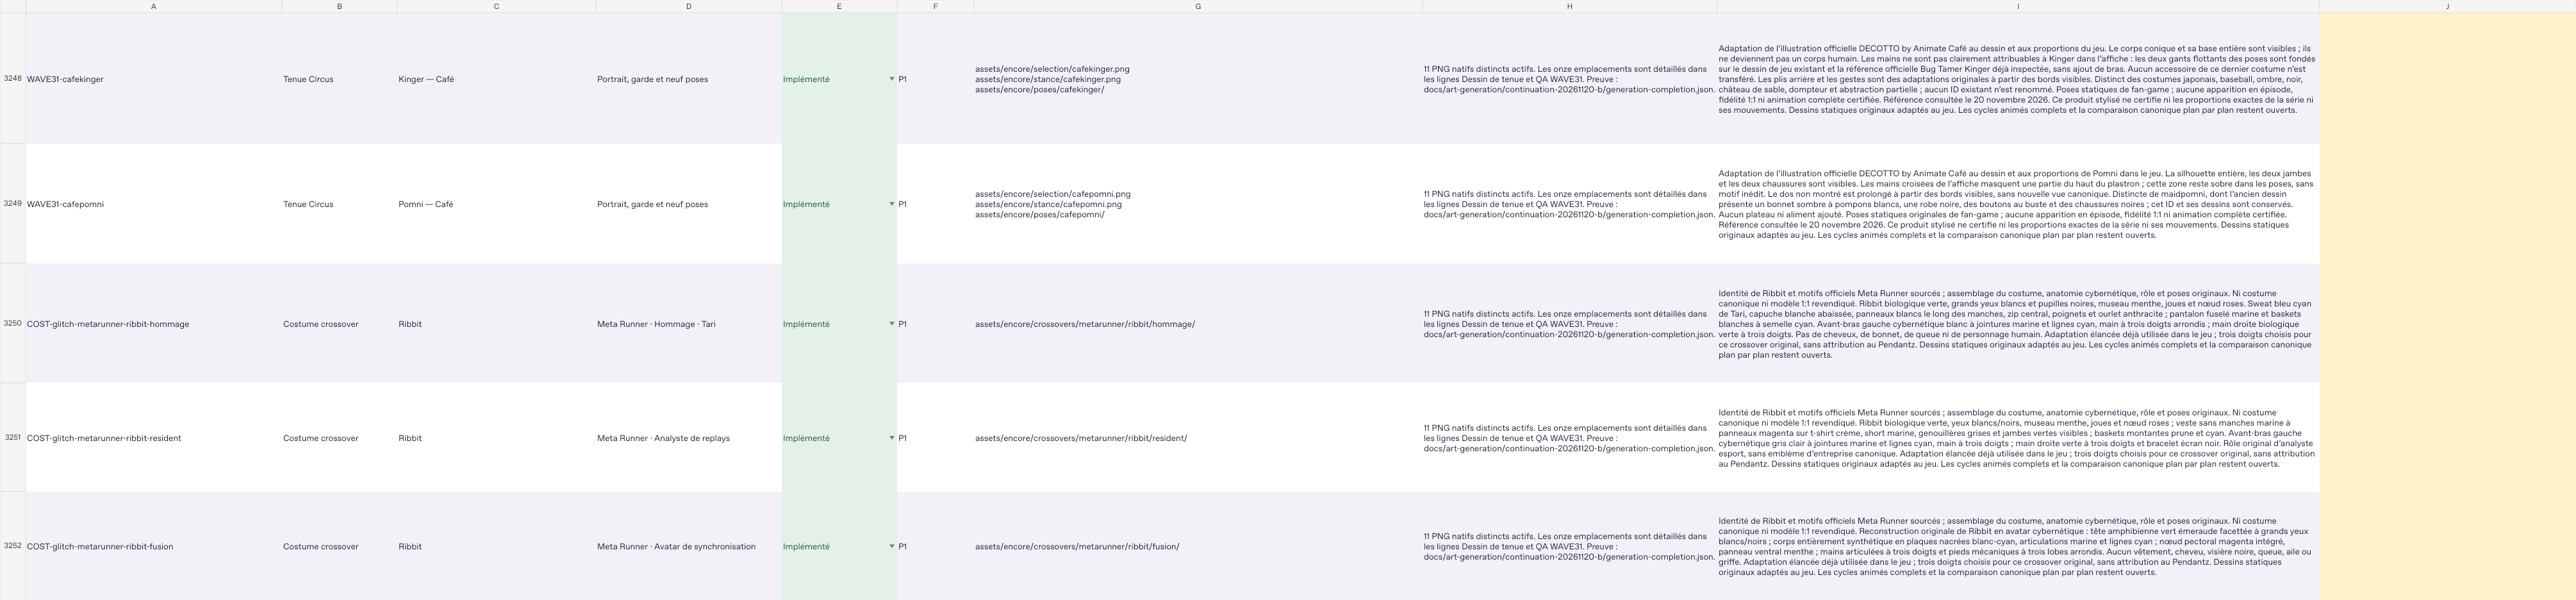 A B C D E F G H I J
3248 WAVE31-cafekinger Tenue Circus Kinger — Café Portrait, garde et neuf poses Implémenté P1
assets/encore/selection/cafekinger.png
assets/encore/stance/cafekinger.png
assets/encore/poses/cafekinger/
11 PNG natifs distincts actifs. Les onze emplacements sont détaillés dans
les lignes Dessin de tenue et QA WAVE31. Preuve :
docs/art-generation/continuation-20261120-b/generation-completion.json.
Adaptation de l'illustration officielle DECOTTO by Animate Café au dessin et aux proportions du jeu. Le corps conique et sa base entière sont visibles ; ils
ne deviennent pas un corps humain. Les mains ne sont pas clairement attribuables à Kinger dans l'affiche : les deux gants flottants des poses sont fondés
sur le dessin de jeu existant et la référence officielle Bug Tamer Kinger déjà inspectée, sans ajout de bras. Aucun accessoire de ce dernier costume n'est
transféré. Les plis arrière et les gestes sont des adaptations originales à partir des bords visibles. Distinct des costumes japonais, baseball, ombre, noir,
château de sable, dompteur et abstraction partielle ; aucun ID existant n'est renommé. Poses statiques de fan-game ; aucune apparition en épisode,
fidélité 1:1 ni animation complète certifiée. Référence consultée le 20 novembre 2026. Ce produit stylisé ne certifie ni les proportions exactes de la série ni
ses mouvements. Dessins statiques originaux adaptés au jeu. Les cycles animés complets et la comparaison canonique plan par plan restent ouverts.
3249 WAVE31-cafepomni Tenue Circus Pomni — Café Portrait, garde et neuf poses Implémenté P1
assets/encore/selection/cafepomni.png
assets/encore/stance/cafepomni.png
assets/encore/poses/cafepomni/
11 PNG natifs distincts actifs. Les onze emplacements sont détaillés dans
les lignes Dessin de tenue et QA WAVE31. Preuve :
docs/art-generation/continuation-20261120-b/generation-completion.json.
Adaptation de l'illustration officielle DECOTTO by Animate Café au dessin et aux proportions de Pomni dans le jeu. La silhouette entière, les deux jambes
et les deux chaussures sont visibles. Les mains croisées de l'affiche masquent une partie du haut du plastron ; cette zone reste sobre dans les poses, sans
motif inédit. Le dos non montré est prolongé à partir des bords visibles, sans nouvelle vue canonique. Distincte de maidpomni, dont l'ancien dessin
présente un bonnet sombre à pompons blancs, une robe noire, des boutons au buste et des chaussures noires ; cet ID et ses dessins sont conservés.
Aucun plateau ni aliment ajouté. Poses statiques originales de fan-game ; aucune apparition en épisode, fidélité 1:1 ni animation complète certifiée.
Référence consultée le 20 novembre 2026. Ce produit stylisé ne certifie ni les proportions exactes de la série ni ses mouvements. Dessins statiques
originaux adaptés au jeu. Les cycles animés complets et la comparaison canonique plan par plan restent ouverts.
3250 COST-glitch-metarunner-ribbit-hommage Costume crossover Ribbit Meta Runner · Hommage · Tari Implémenté P1
assets/encore/crossovers/metarunner/ribbit/hommage/
11 PNG natifs distincts actifs. Les onze emplacements sont détaillés dans
les lignes Dessin de tenue et QA WAVE31. Preuve :
docs/art-generation/continuation-20261120-b/generation-completion.json.
Identité de Ribbit et motifs officiels Meta Runner sourcés ; assemblage du costume, anatomie cybernétique, rôle et poses originaux. Ni costume
canonique ni modèle 1:1 revendiqué. Ribbit biologique verte, grands yeux blancs et pupilles noires, museau menthe, joues et nœud roses. Sweat bleu cyan
de Tari, capuche blanche abaissée, panneaux blancs le long des manches, zip central, poignets et ourlet anthracite ; pantalon fuselé marine et baskets
blanches à semelle cyan. Avant-bras gauche cybernétique blanc à jointures marine et lignes cyan, main à trois doigts arrondis ; main droite biologique
verte à trois doigts. Pas de cheveux, de bonnet, de queue ni de personnage humain. Adaptation élancée déjà utilisée dans le jeu ; trois doigts choisis pour
ce crossover original, sans attribution au Pendantz. Dessins statiques originaux adaptés au jeu. Les cycles animés complets et la comparaison canonique
plan par plan restent ouverts.
3251 COST-glitch-metarunner-ribbit-resident Costume crossover Ribbit Meta Runner · Analyste de replays Implémenté P1
assets/encore/crossovers/metarunner/ribbit/resident/
11 PNG natifs distincts actifs. Les onze emplacements sont détaillés dans
les lignes Dessin de tenue et QA WAVE31. Preuve :
docs/art-generation/continuation-20261120-b/generation-completion.json.
Identité de Ribbit et motifs officiels Meta Runner sourcés ; assemblage du costume, anatomie cybernétique, rôle et poses originaux. Ni costume
canonique ni modèle 1:1 revendiqué. Ribbit biologique verte, yeux blancs/noirs, museau menthe, joues et nœud roses ; veste sans manches marine à
panneaux magenta sur t-shirt crème, short marine, genouillères grises et jambes vertes visibles ; baskets montantes prune et cyan. Avant-bras gauche
cybernétique gris clair à jointures marine et lignes cyan, main à trois doigts ; main droite verte à trois doigts et bracelet écran noir. Rôle original d'analyste
esport, sans emblème d'entreprise canonique. Adaptation élancée déjà utilisée dans le jeu ; trois doigts choisis pour ce crossover original, sans attribution
au Pendantz. Dessins statiques originaux adaptés au jeu. Les cycles animés complets et la comparaison canonique plan par plan restent ouverts.
3252 COST-glitch-metarunner-ribbit-fusion Costume crossover Ribbit Meta Runner · Avatar de synchronisation Implémenté P1
assets/encore/crossovers/metarunner/ribbit/fusion/
11 PNG natifs distincts actifs. Les onze emplacements sont détaillés dans
les lignes Dessin de tenue et QA WAVE31. Preuve :
docs/art-generation/continuation-20261120-b/generation-completion.json.
Identité de Ribbit et motifs officiels Meta Runner sourcés ; assemblage du costume, anatomie cybernétique, rôle et poses originaux. Ni costume
canonique ni modèle 1:1 revendiqué. Reconstruction originale de Ribbit en avatar cybernétique : tête amphibienne vert émeraude facettée à grands yeux
blancs/noirs ; corps entièrement synthétique en plaques nacrées blanc-cyan, articulations marine et lignes cyan ; nœud pectoral magenta intégré,
panneau ventral menthe ; mains articulées à trois doigts et pieds mécaniques à trois lobes arrondis. Aucun vêtement, cheveu, visière noire, queue, aile ou
griffe. Adaptation élancée déjà utilisée dans le jeu ; trois doigts choisis pour ce crossover original, sans attribution au Pendantz. Dessins statiques
originaux adaptés au jeu. Les cycles animés complets et la comparaison canonique plan par plan restent ouverts.